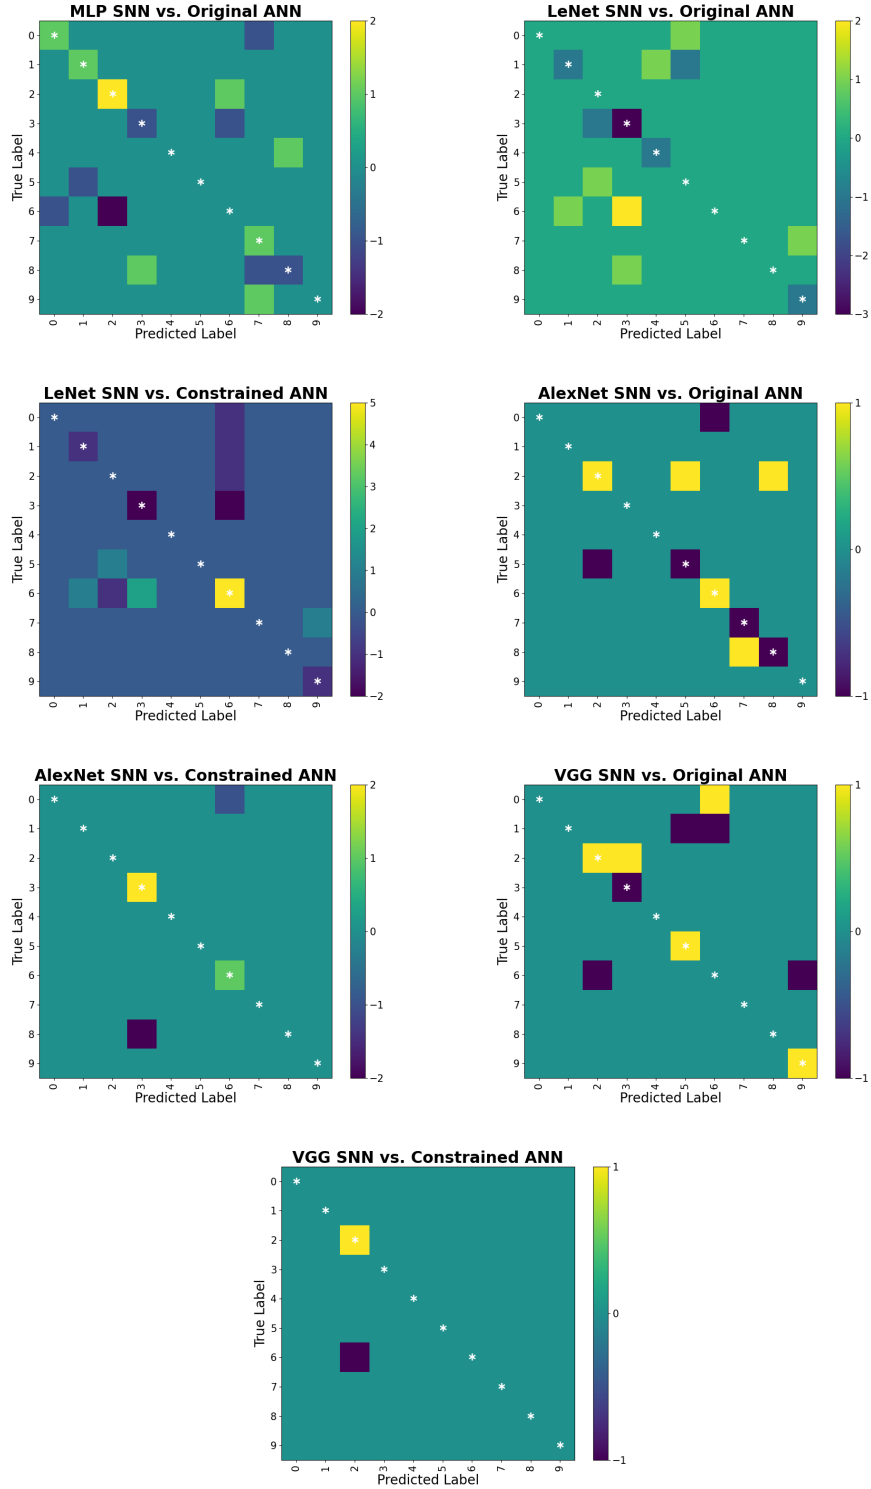 MLP SNN vs. Original ANN
True Label
0
1
2
3
4
5
6
7
8
9
* * * * * * * * * *
0 1 2 3 4 5 6 7 8 9
Predicted Label
2
1
0
−1
−2
LeNet SNN vs. Original ANN
True Label
0
1
2
3
4
5
6
7
8
9
* * * * * * * * * *
0 1 2 3 4 5 6 7 8 9
Predicted Label
2
1
0
−1
−2
−3
LeNet SNN vs. Constrained ANN
True Label
0
1
2
3
4
5
6
7
8
9
* * * * * * * * * *
0 1 2 3 4 5 6 7 8 9
Predicted Label
5
4
3
2
1
0
−1
−2
AlexNet SNN vs. Original ANN
True Label
0
1
2
3
4
5
6
7
8
9
* * * * * * * * * *
0 1 2 3 4 5 6 7 8 9
Predicted Label
1
0
−1
AlexNet SNN vs. Constrained ANN
True Label
0
1
2
3
4
5
6
7
8
9
* * * * * * * * * *
0 1 2 3 4 5 6 7 8 9
Predicted Label
2
1
0
−1
−2
VGG SNN vs. Original ANN
True Label
0
1
2
3
4
5
6
7
8
9
* * * * * * * * * *
0 1 2 3 4 5 6 7 8 9
Predicted Label
1
0
−1
VGG SNN vs. Constrained ANN
True Label
0
1
2
3
4
5
6
7
8
9
* * * * * * * * * *
0 1 2 3 4 5 6 7 8 9
Predicted Label
1
0
−1